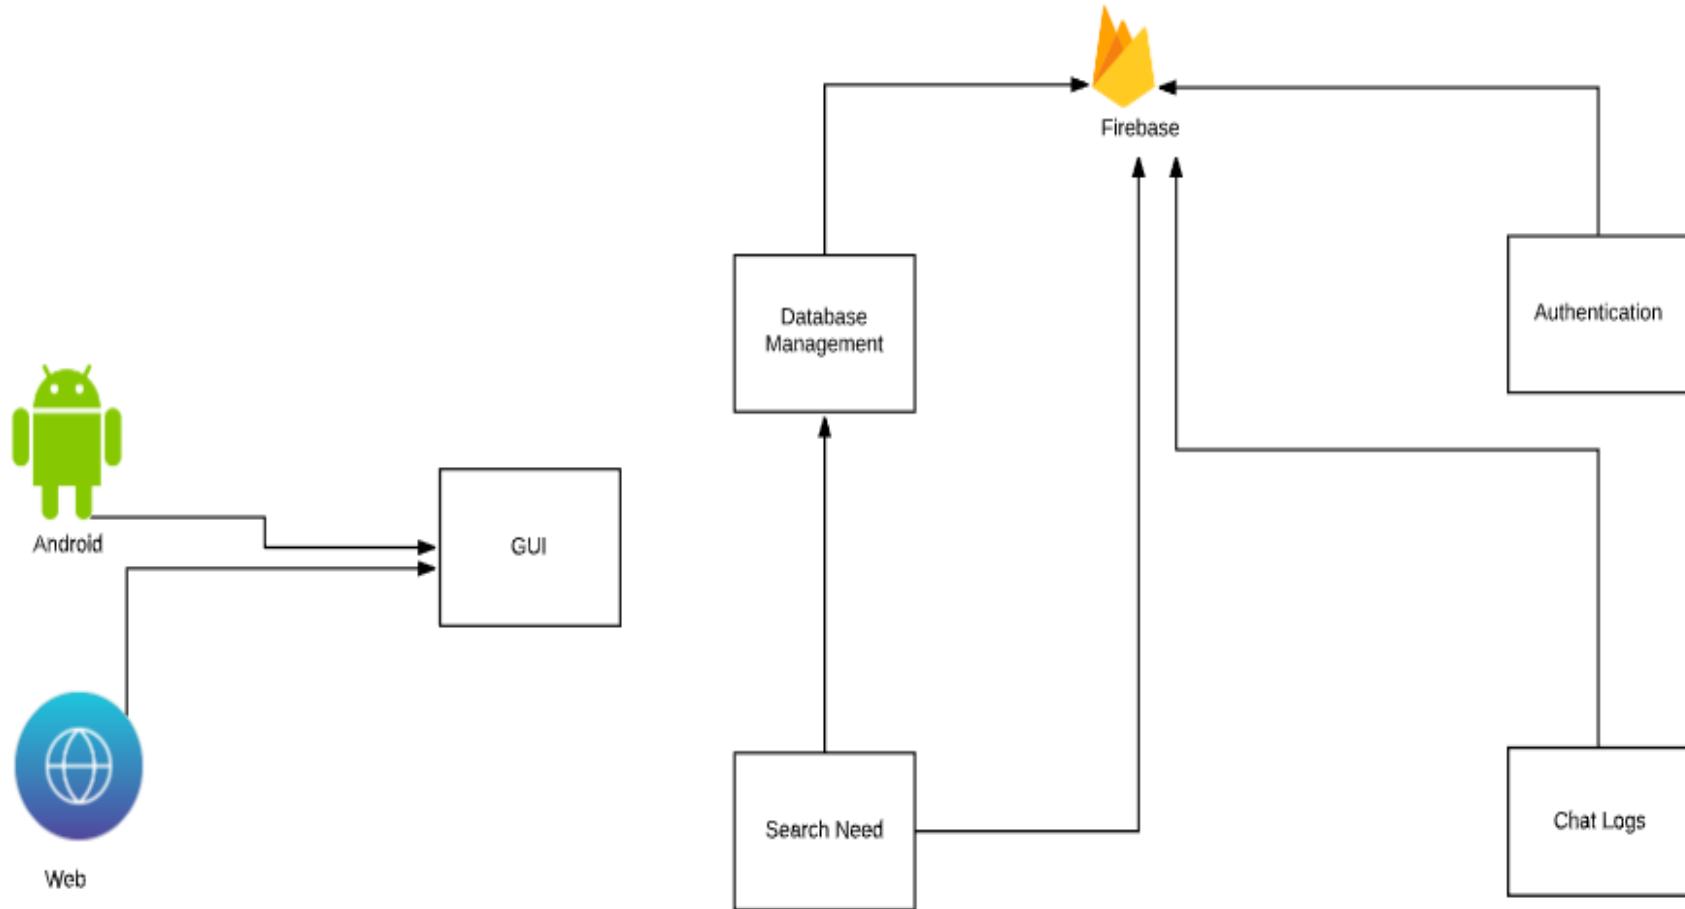 Firebase
Database
Management
Authentication
Android
GUI
Search Need
Chat Logs
Web